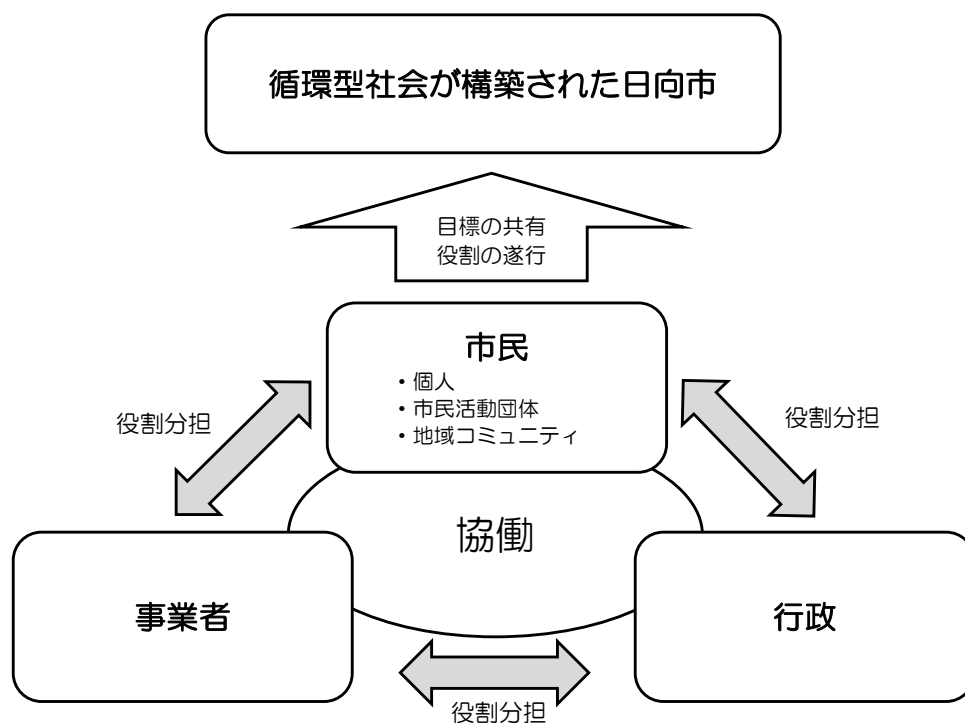 循環型社会が構築された日向市
目標の共有
役割の遂行
市民
・個人
・市民活動団体
・地域コミュニティ
役割分担
役割分担
協働
事業者
行政
役割分担